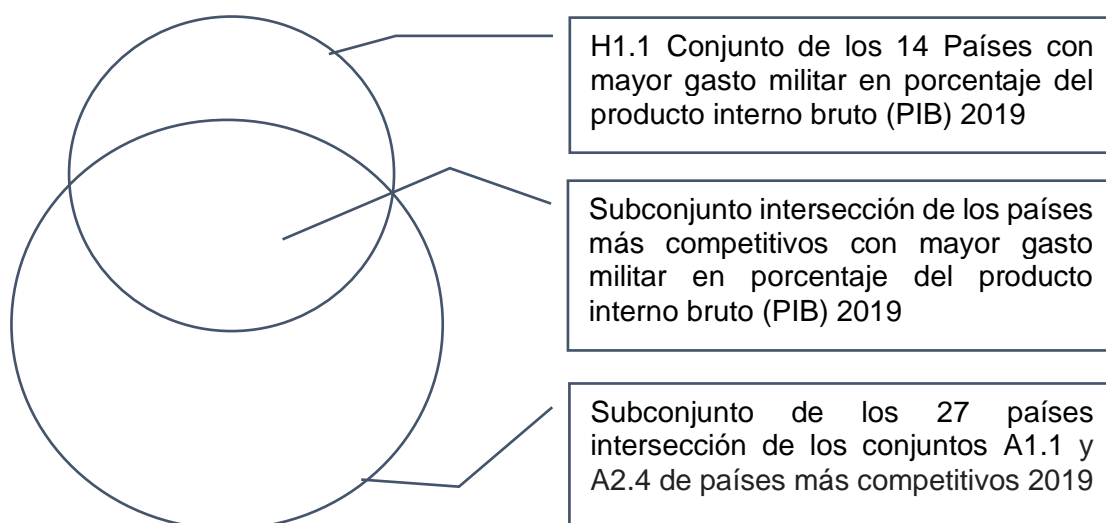 H1.1 Conjunto de los 14 Países con
mayor gasto militar en porcentaje del
producto interno bruto (PIB) 2019
Subconjunto intersección de los países
más competitivos con mayor gasto
militar en porcentaje del producto
interno bruto (PIB) 2019
Subconjunto de los 27 países
intersección de los conjuntos A1.1 y
A2.4 de países más competitivos 2019